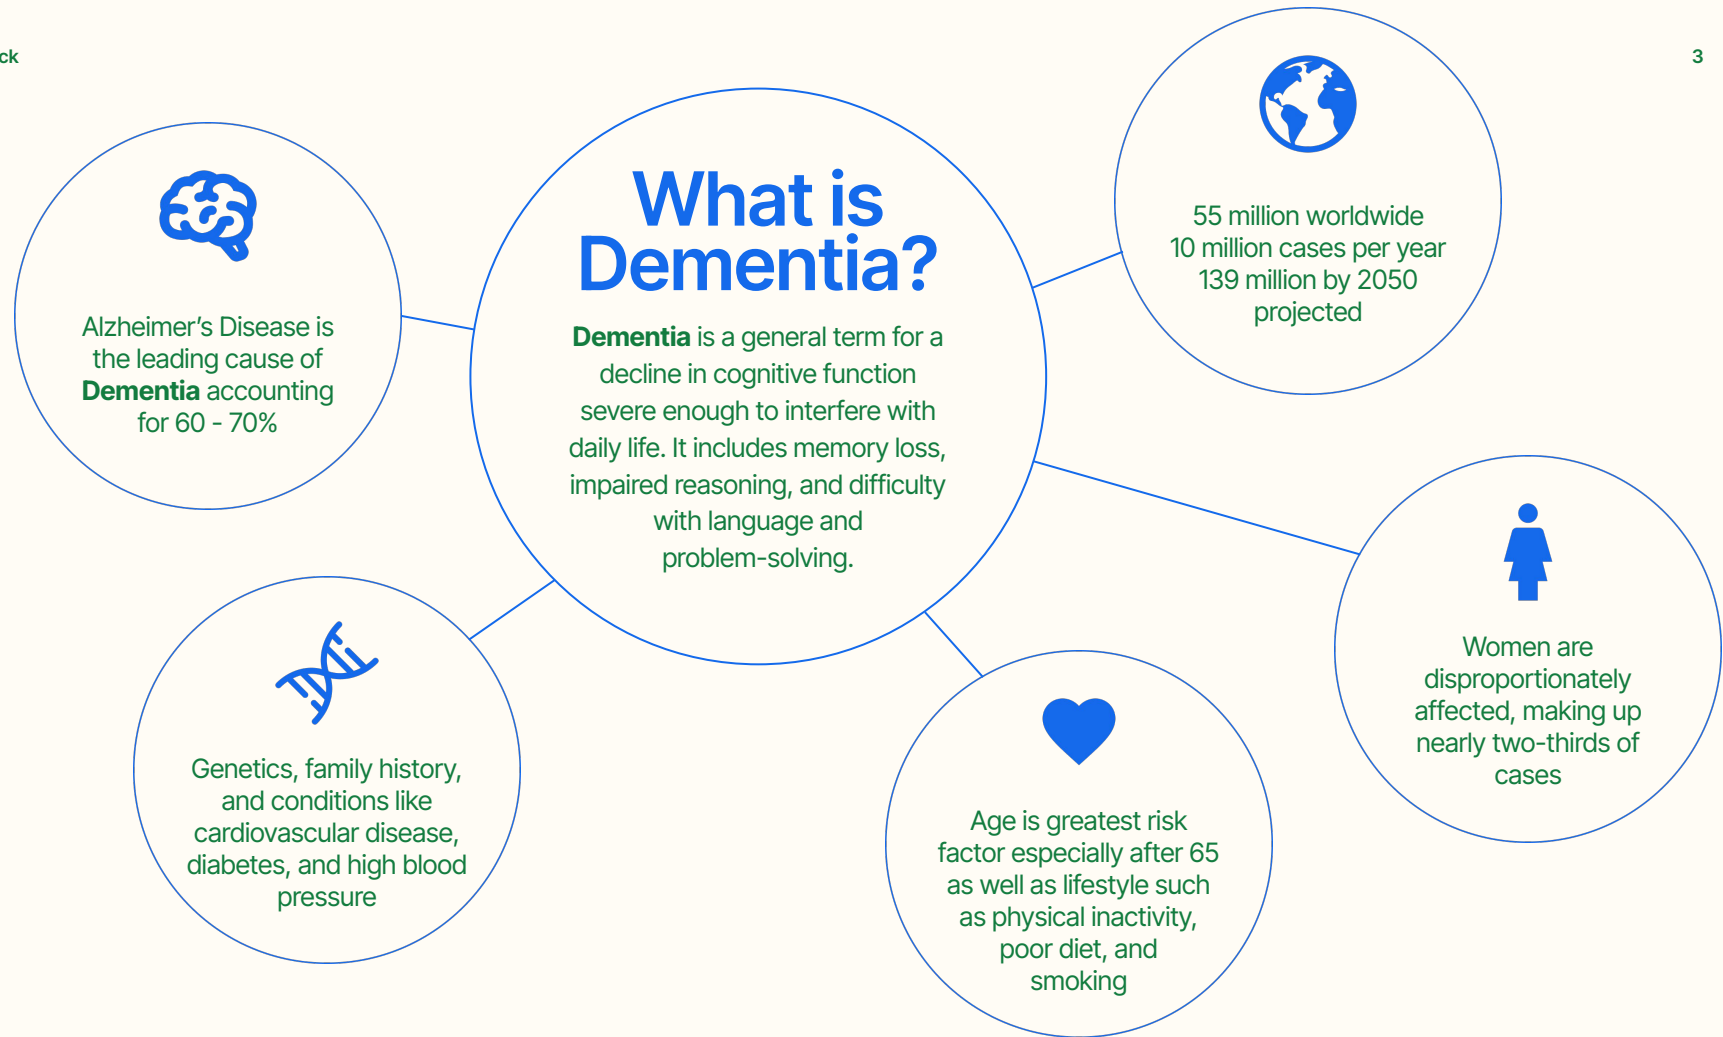 ck
3
What is
Dementia?
Dementia is a general term for a
decline in cognitive function
severe enough to interfere with
daily life. It includes memory loss,
impaired reasoning, and difficulty
with language and
problem-solving.
Alzheimer's Disease is
the leading cause of
Dementia accounting
for 60 - 70%
55 million worldwide
10 million cases per year
139 million by 2050
projected
Genetics, family history,
and conditions like
cardiovascular disease,
diabetes, and high blood
pressure
Age is greatest risk
factor especially after 65
as well as lifestyle such
as physical inactivity,
poor diet, and
smoking
Women are
disproportionately
affected, making up
nearly two-thirds of
cases